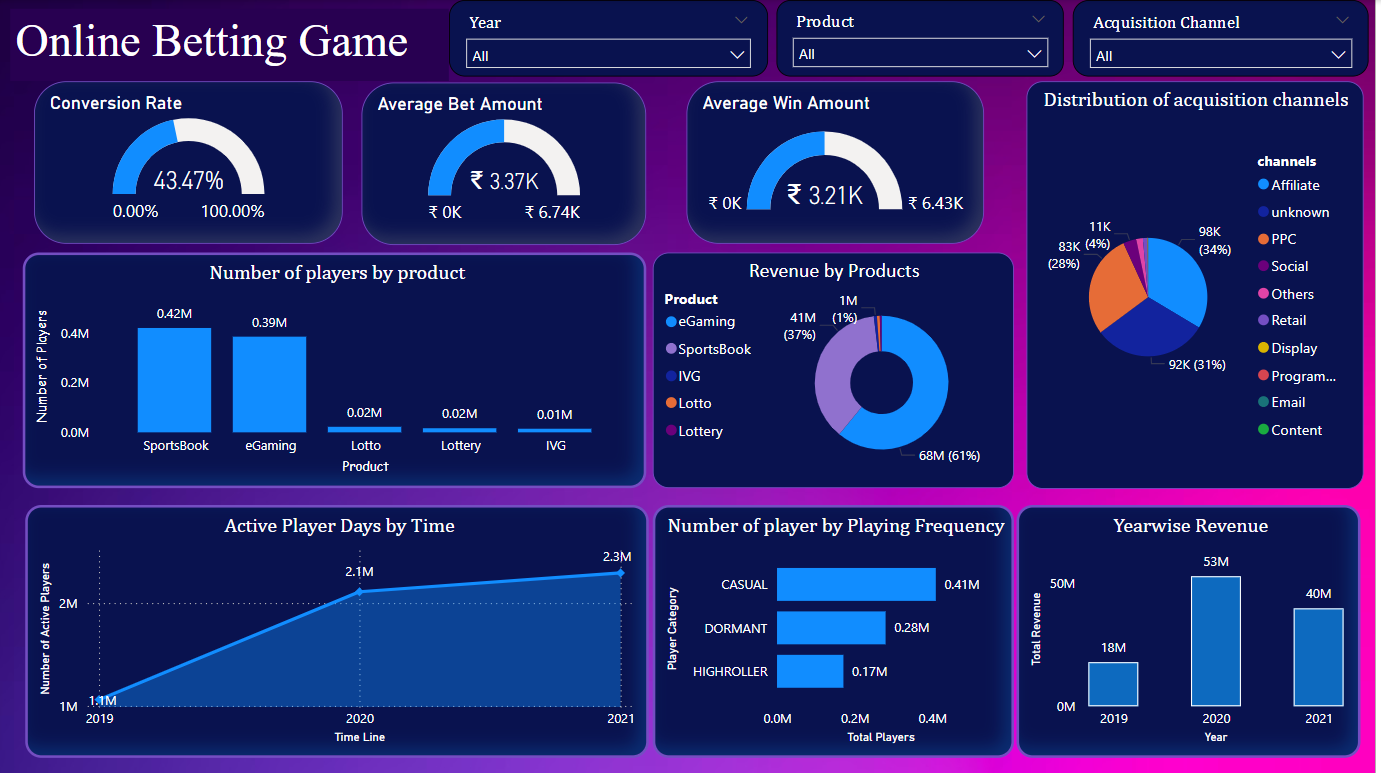 Online Betting Game
Year
All
Product
All
Acquisition Channel
All
Conversion Rate
43.47%
0.00%
100.00%
Average Bet Amount
₹ 3.37K
₹ 0K
₹ 6.74K
Average Win Amount
₹ 3.21K
₹ 0K
₹ 6.43K
Distribution of acquisition channels
channels
Affiliate
unknown
PPC
Social
Others
Retail
Display
Program...
Email
Content
98K
(34%)
92K (31%)
83K
(28%)
11K
(4%)
Number of players by product
Number of Players
0.4M
0.2M
0.0M
0.42M
0.39M
0.02M
0.02M
0.01M
SportsBook
eGaming
Lotto
Lottery
IVG
Product
Revenue by Products
Product
eGaming
SportsBook
IVG
Lotto
Lottery
1M
(1%)
41M
(37%)
68M (61%)
Active Player Days by Time
Number of Active Players
2M
1M
1.1M
2.1M
2.3M
2019
2020
2021
Time Line
Number of player by Playing Frequency
Player Category
CASUAL
0.41M
DORMANT
0.28M
HIGHROLLER
0.17M
0.0M
0.2M
0.4M
Total Players
Yearwise Revenue
Total Revenue
50M
0M
18M
53M
40M
2019
2020
2021
Year